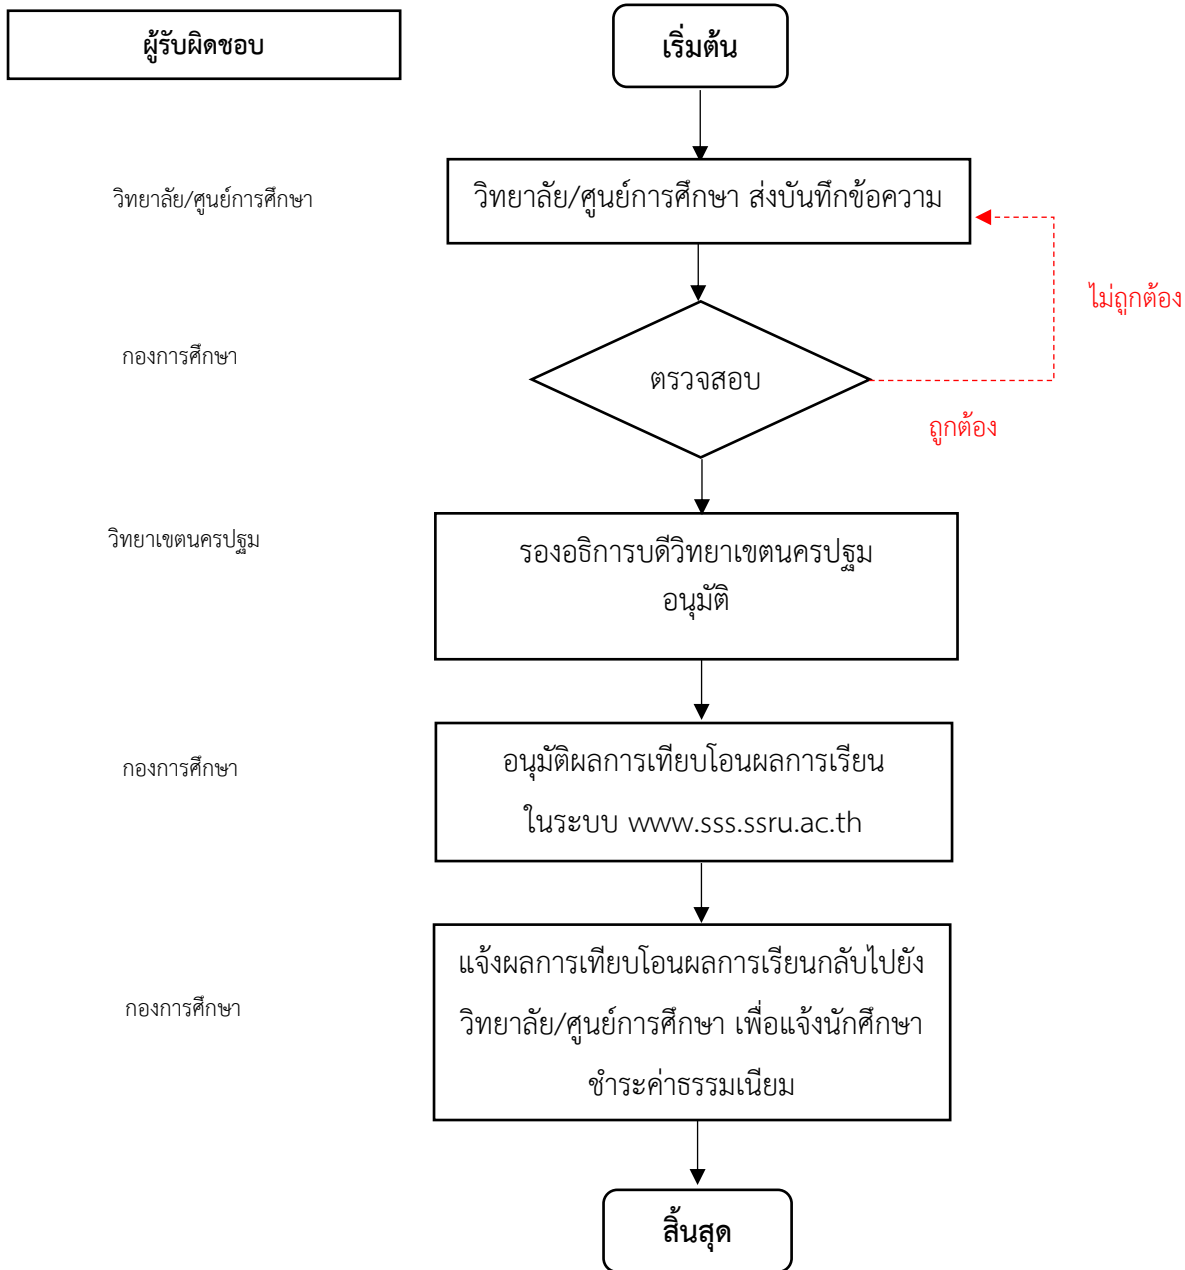 ผู้รับผิดชอบ
เริ่มต้น
วิทยาลัย/ศูนย์การศึกษา
วิทยาลัย/ศูนย์การศึกษา ส่งบันทึกข้อความ
ไม่ถูกต้อง
กองการศึกษา
ตรวจสอบ
ถูกต้อง
วิทยาเขตนครปฐม
รองอธิการบดีวิทยาเขตนครปฐม
อนุมัติ
กองการศึกษา
อนุมัติผลการเทียบโอนผลการเรียน
ในระบบ www.sss.ssru.ac.th
กองการศึกษา
แจ้งผลการเทียบโอนผลการเรียนกลับไปยัง
วิทยาลัย/ศูนย์การศึกษา เพื่อแจ้งนักศึกษา
ชำระค่าธรรมเนียม
สิ้นสุด